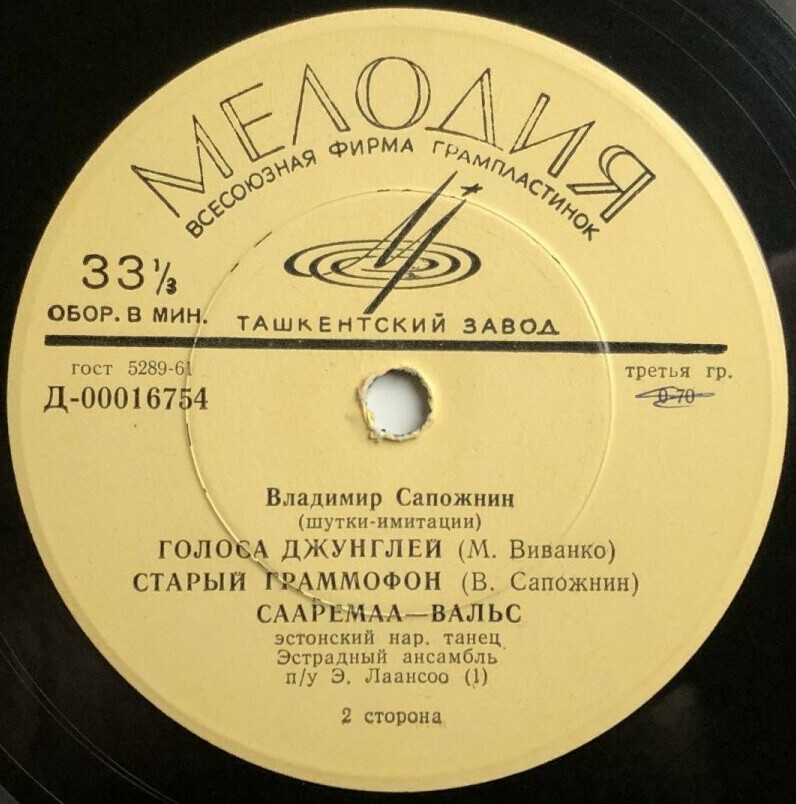 МЕЛОДИЯ
ВСЕСОЮЗНАЯ ФИРМА ГРАМПЛАСТИНОК
33⅓
ОБОР. В МИН.
ТАШКЕНТСКИЙ ЗАВОД
гост 5289-61
третья гр.
Д-00016754
0-70
Владимир Сапожнин
(шутки-имитации)
ГОЛОСА ДЖУНГЛЕЙ (М. Виванко)
СТАРЫЙ ГРАММОФОН (В. Сапожнин)
СААРЕМАА—ВАЛЬС
эстонский нар. танец
Эстрадный ансамбль
п/у Э. Лаансоо (1)
2 сторона